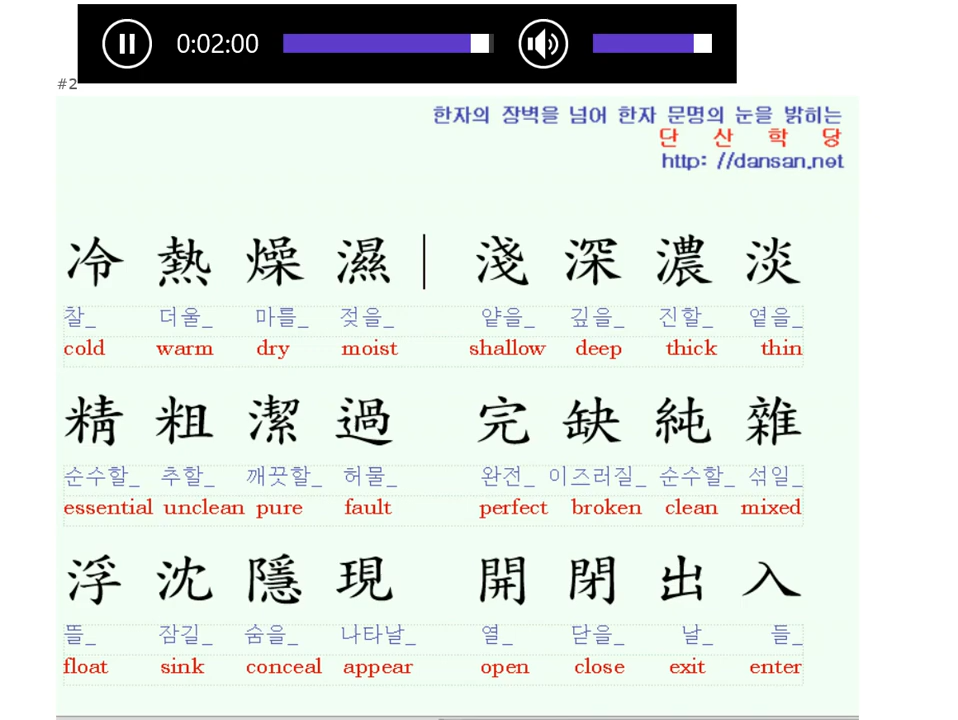 0:02:00
#2
한자의 장벽을 넘어 한자 문명의 눈을 밝히는
단 산 학 당
http: //dansan.net
冷 熱 燥 濕 | 淺 深 濃 淡
찰_ 더울_ 마를_ 젖을_ 얕을_ 깊을_ 진할_ 옅을_
cold warm dry moist shallow deep thick thin
精 粗 潔 過 完 缺 純 雜
순수할_ 추할_ 깨끗할_ 허물_ 완전_ 이즈러질_ 순수할_ 섞일_
essential unclean pure fault perfect broken clean mixed
浮 沈 隱 現 開 閉 出 入
뜰_ 잠길_ 숨을_ 나타날_ 열_ 닫을_ 날_ 들_
float sink conceal appear open close exit enter